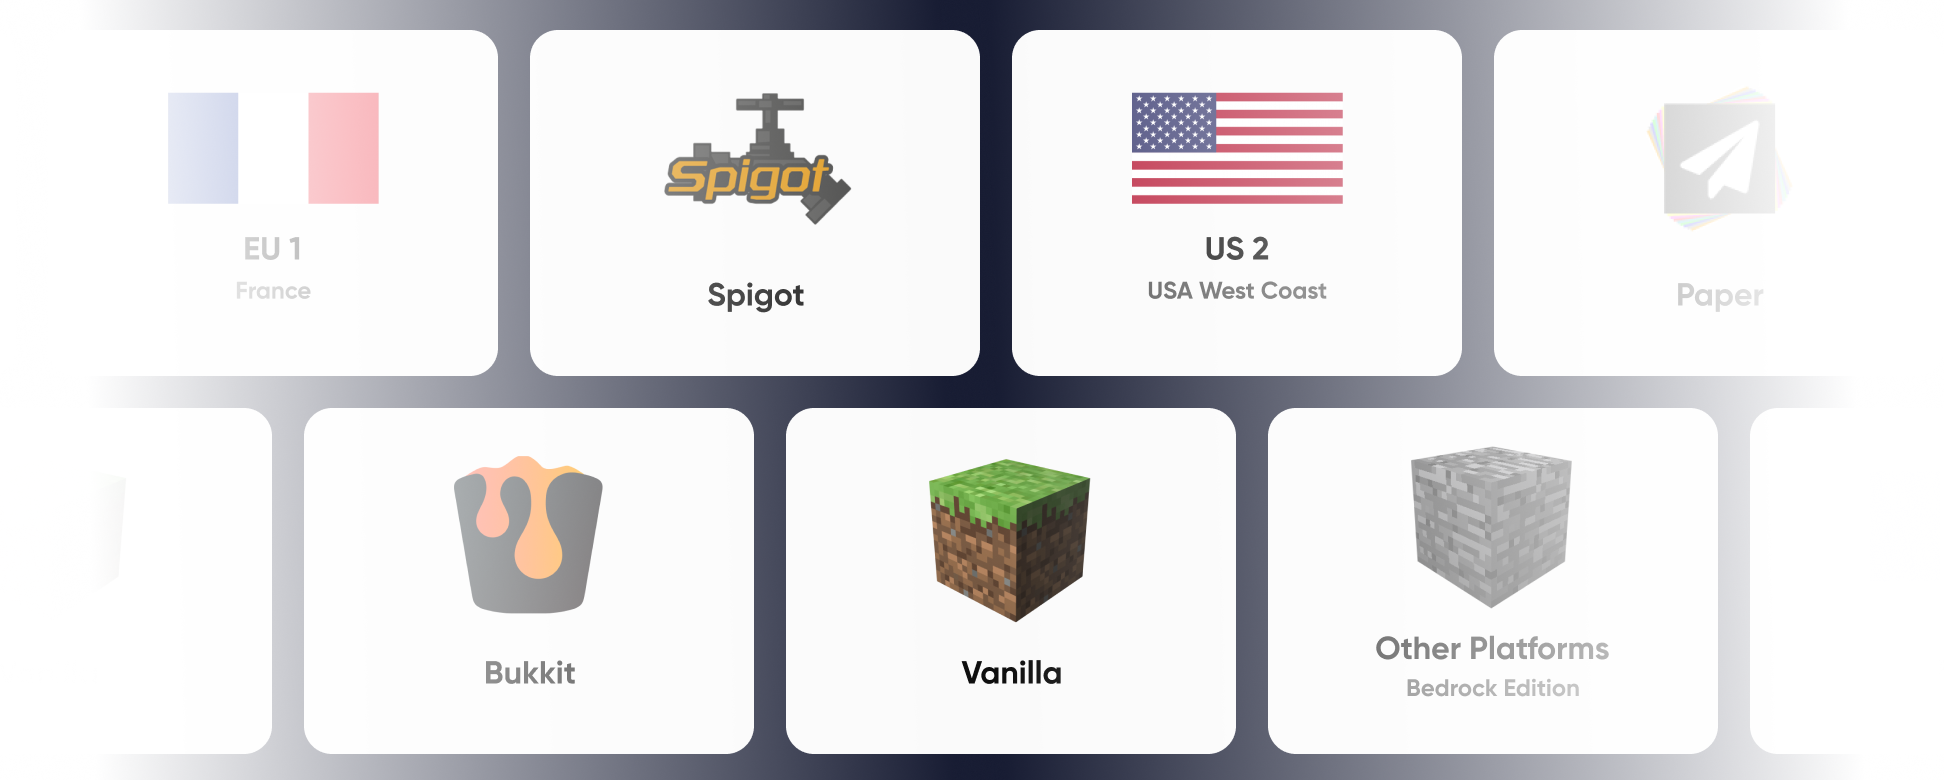 EU 1
France
Spigot
Spigot
US 2
USA West Coast
Paper
Bukkit
Vanilla
Other Platforms
Bedrock Edition